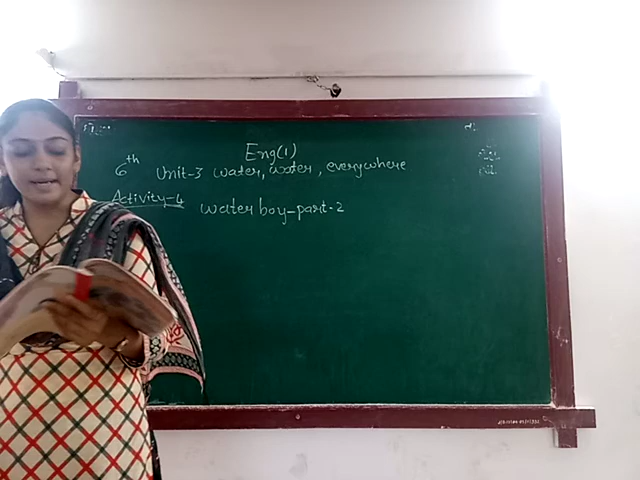 Eng(1)
6th Unit-3 water, water, everywhere
Activity-4 Water boy-part-2